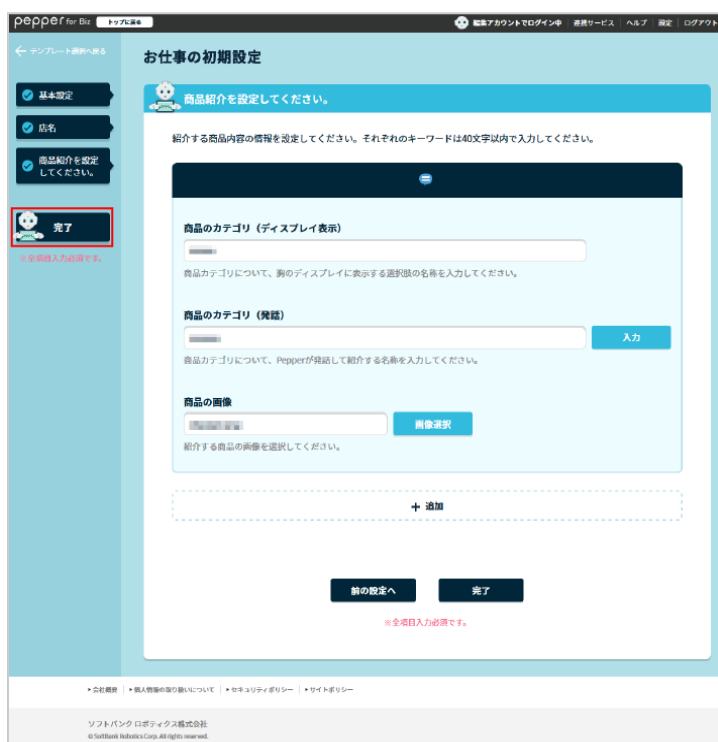 pepper for Biz トップに戻る 編集アカウントでログイン中 連携サービス ヘルプ 設定 ログアウト
← テンプレート選択へ戻る
お仕事の初期設定
基本設定
店名
商品紹介を設定
してください。
完了
※全項目入力必須です。
商品紹介を設定してください。
紹介する商品内容の情報を設定してください。それぞれのキーワードは40文字以内で入力してください。
商品のカテゴリ（ディスプレイ表示）
商品カテゴリについて、胸のディスプレイに表示する選択肢の名称を入力してください。
商品のカテゴリ（発話）
入力
商品カテゴリについて、Pepperが発話して紹介する名称を入力してください。
商品の画像
画像選択
紹介する商品の画像を選択してください。
+ 追加
前の設定へ 完了
※全項目入力必須です。
会社概要 個人情報の取り扱いについて セキュリティポリシー サイトポリシー
ソフトバンク ロボティクス株式会社
© SoftBank Robotics Corp. All rights reserved.